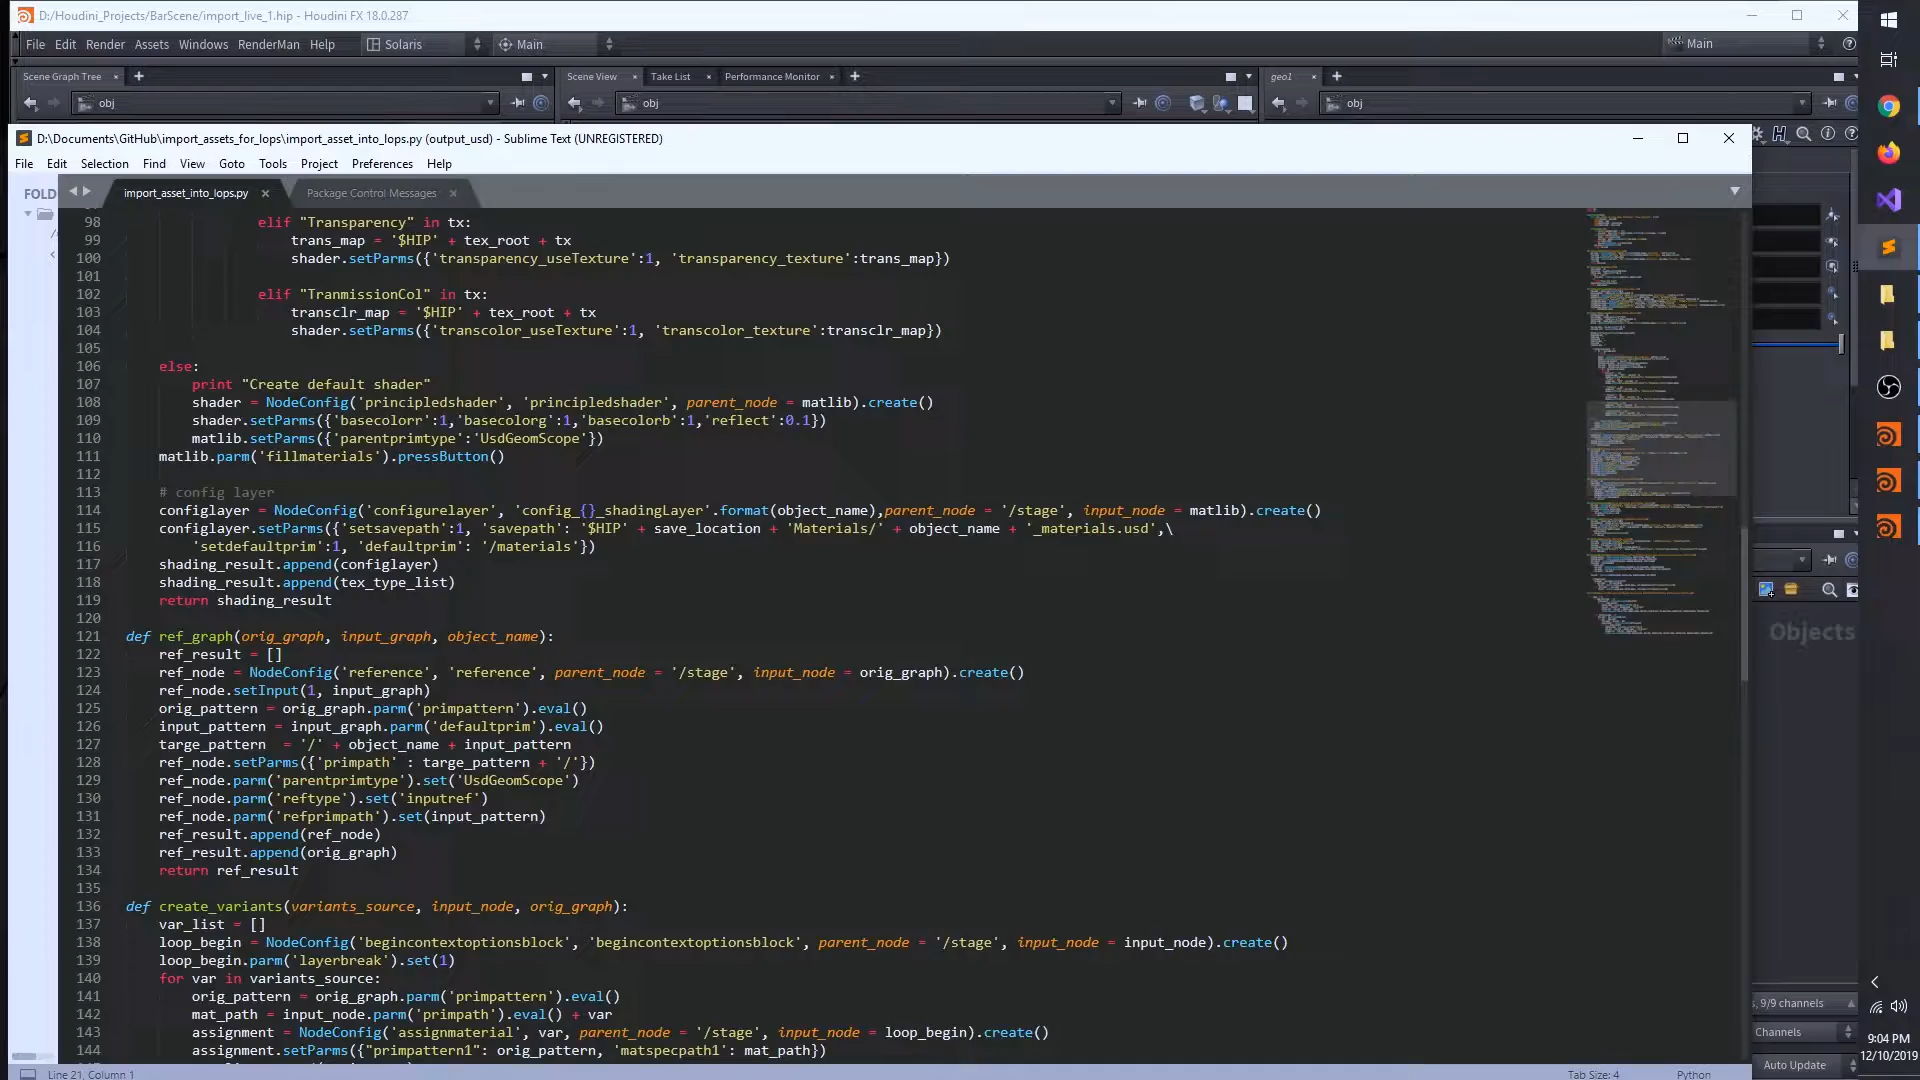 D:/Houdini_Projects/BarScene/import_live_1.hip - Houdini FX 18.0.287
File Edit Render Assets Windows RenderMan Help Solaris Main Main
Scene Graph Tree Scene View Take List Performance Monitor geo1
obj obj obj
D:\Documents\GitHub\import_assets_for_lops\import_asset_into_lops.py (output_usd) - Sublime Text (UNREGISTERED)
File Edit Selection Find View Goto Tools Project Preferences Help
FOLD import_asset_into_lops.py Package Control Messages
98 elif "Transparency" in tx:
99 trans_map = '$HIP' + tex_root + tx
100 shader.setParms({'transparency_useTexture':1, 'transparency_texture':trans_map})
101
102 elif "TranmissionCol" in tx:
103 transclr_map = '$HIP' + tex_root + tx
104 shader.setParms({'transcolor_useTexture':1, 'transcolor_texture':transclr_map})
105
106 else:
107 print "Create default shader"
108 shader = NodeConfig('principledshader', 'principledshader', parent_node = matlib).create()
109 shader.setParms({'basecolorr':1,'basecolorg':1,'basecolorb':1,'reflect':0.1})
110 matlib.setParms({'parentprimtype':'UsdGeomScope'})
111 matlib.parm('fillmaterials').pressButton()
112
113 # config layer
114 configlayer = NodeConfig('configurelayer', 'config_{}_shadingLayer'.format(object_name),parent_node = '/stage', input_node = matlib).create()
115 configlayer.setParms({'setsavepath':1, 'savepath': '$HIP' + save_location + 'Materials/' + object_name + '_materials.usd',\
116 'setdefaultprim':1, 'defaultprim': '/materials'})
117 shading_result.append(configlayer)
118 shading_result.append(tex_type_list)
119 return shading_result
120
121 def ref_graph(orig_graph, input_graph, object_name):
122 ref_result = []
123 ref_node = NodeConfig('reference', 'reference', parent_node = '/stage', input_node = orig_graph).create()
124 ref_node.setInput(1, input_graph)
125 orig_pattern = orig_graph.parm('primpattern').eval()
126 input_pattern = input_graph.parm('defaultprim').eval()
127 targe_pattern = '/' + object_name + input_pattern
128 ref_node.setParms({'primpath' : targe_pattern + '/'})
129 ref_node.parm('parentprimtype').set('UsdGeomScope')
130 ref_node.parm('reftype').set('inputref')
131 ref_node.parm('refprimpath').set(input_pattern)
132 ref_result.append(ref_node)
133 ref_result.append(orig_graph)
134 return ref_result
135
136 def create_variants(variants_source, input_node, orig_graph):
137 var_list = []
138 loop_begin = NodeConfig('begincontextoptionsblock', 'begincontextoptionsblock', parent_node = '/stage', input_node = input_node).create()
139 loop_begin.parm('layerbreak').set(1)
140 for var in variants_source:
141 orig_pattern = orig_graph.parm('primpattern').eval()
142 mat_path = input_node.parm('primpath').eval() + var
143 assignment = NodeConfig('assignmaterial', var, parent_node = '/stage', input_node = loop_begin).create()
144 assignment.setParms({"primpattern1": orig_pattern, 'matspecpath1': mat_path})
Line 21, Column 1 Tab Size: 4 Python
Objects
s, 9/9 channels
Channels
Auto Update
9:04 PM
12/10/2019